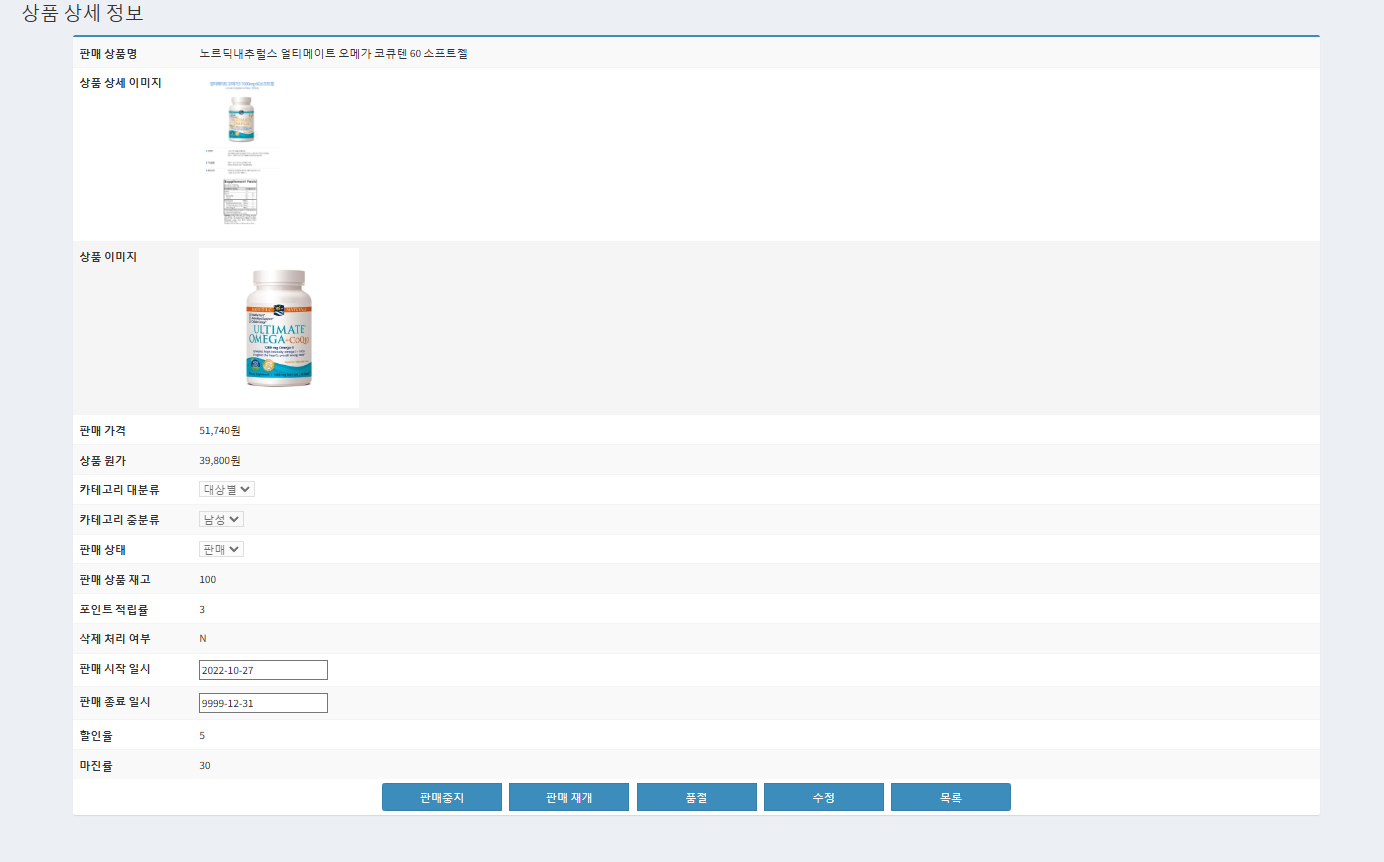 상품 상세 정보
판매 상품명 노르딕내추럴스 얼티메이트 오메가 코큐텐 60 소프트젤
상품 상세 이미지
Supplement Facts
상품 이미지
ULTIMATE
OMEGA+CoQ10
판매 가격 51,740원
상품 원가 39,800원
카테고리 대분류 대상별
카테고리 중분류 남성
판매 상태 판매
판매 상품 재고 100
포인트 적립률 3
삭제 처리 여부 N
판매 시작 일시 2022-10-27
판매 종료 일시 9999-12-31
할인율 5
마진률 30
판매중지 판매 재개 품절 수정 목록